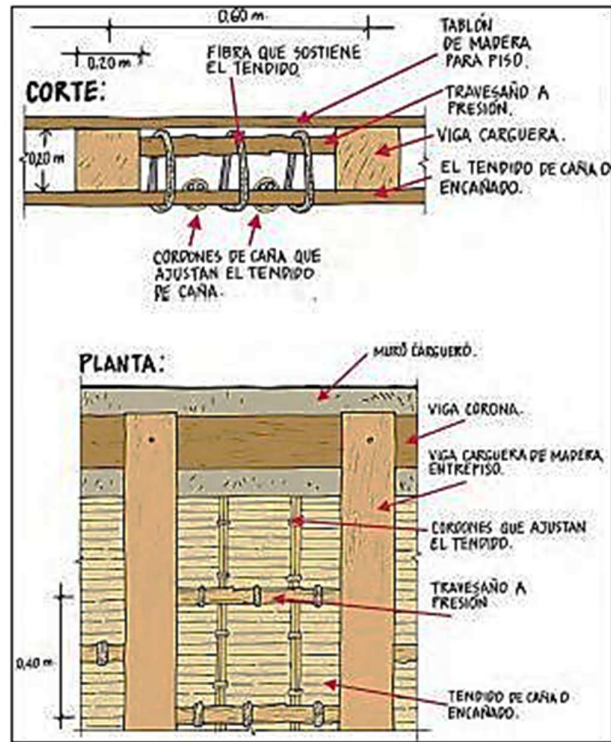 0.60 m.
0,20 m
FIBRA QUE SOSTIENE
EL TENDIDO.
TABLÓN
DE MADERA
PARA PISO.
CORTE:
TRAVESAÑO A
PRESIÓN.
VIGA CARGUERA.
0,20 m
EL TENDIDO DE CAÑA O
ENCAÑADO.
CORDONES DE CAÑA QUE
AJUSTAN EL TENDIDO
DE CAÑA.
PLANTA:
MURO CARGUERO.
VIGA CORONA.
VIGA CARGUERA DE MADERA
ENTREPISO.
CORDONES QUE AJUSTAN
EL TENDIDO.
TRAVESAÑO A
PRESIÓN
0,40 m
TENDIDO DE CAÑA O
ENCAÑADO.